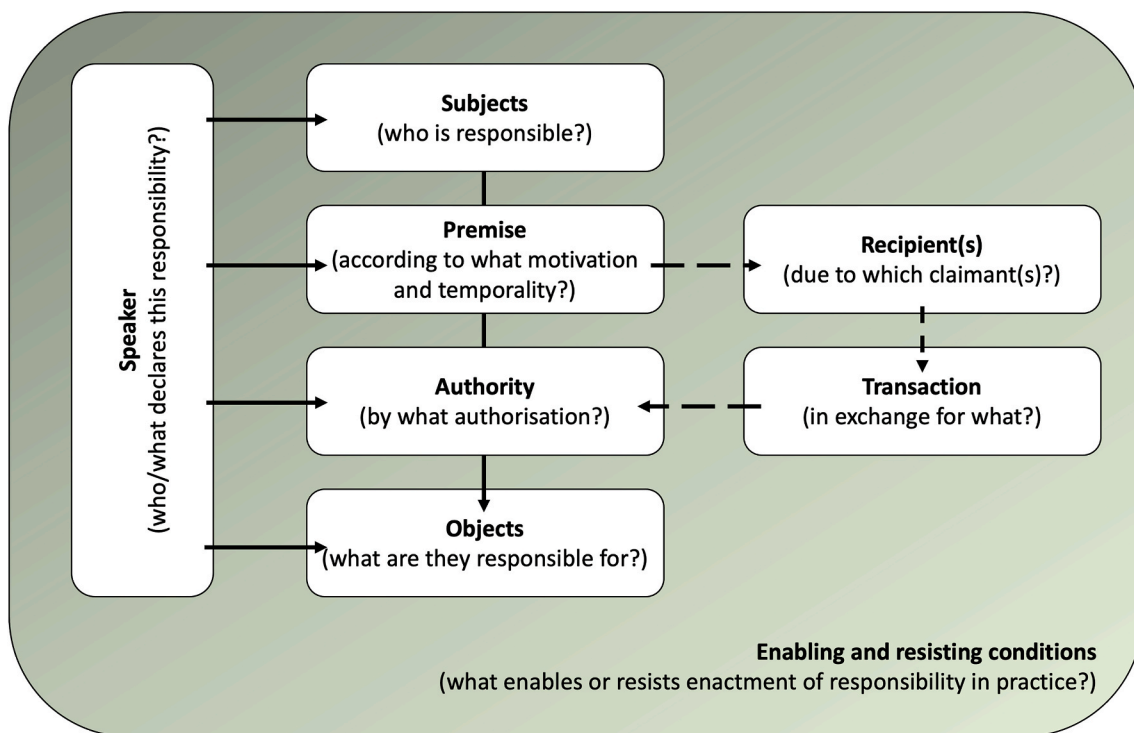 Speaker
(who/what declares this responsibility?)
Subjects
(who is responsible?)
Premise
(according to what motivation
and temporality?)
Recipient(s)
(due to which claimant(s)?)
Authority
(by what authorisation?)
Transaction
(in exchange for what?)
Objects
(what are they responsible for?)
Enabling and resisting conditions
(what enables or resists enactment of responsibility in practice?)